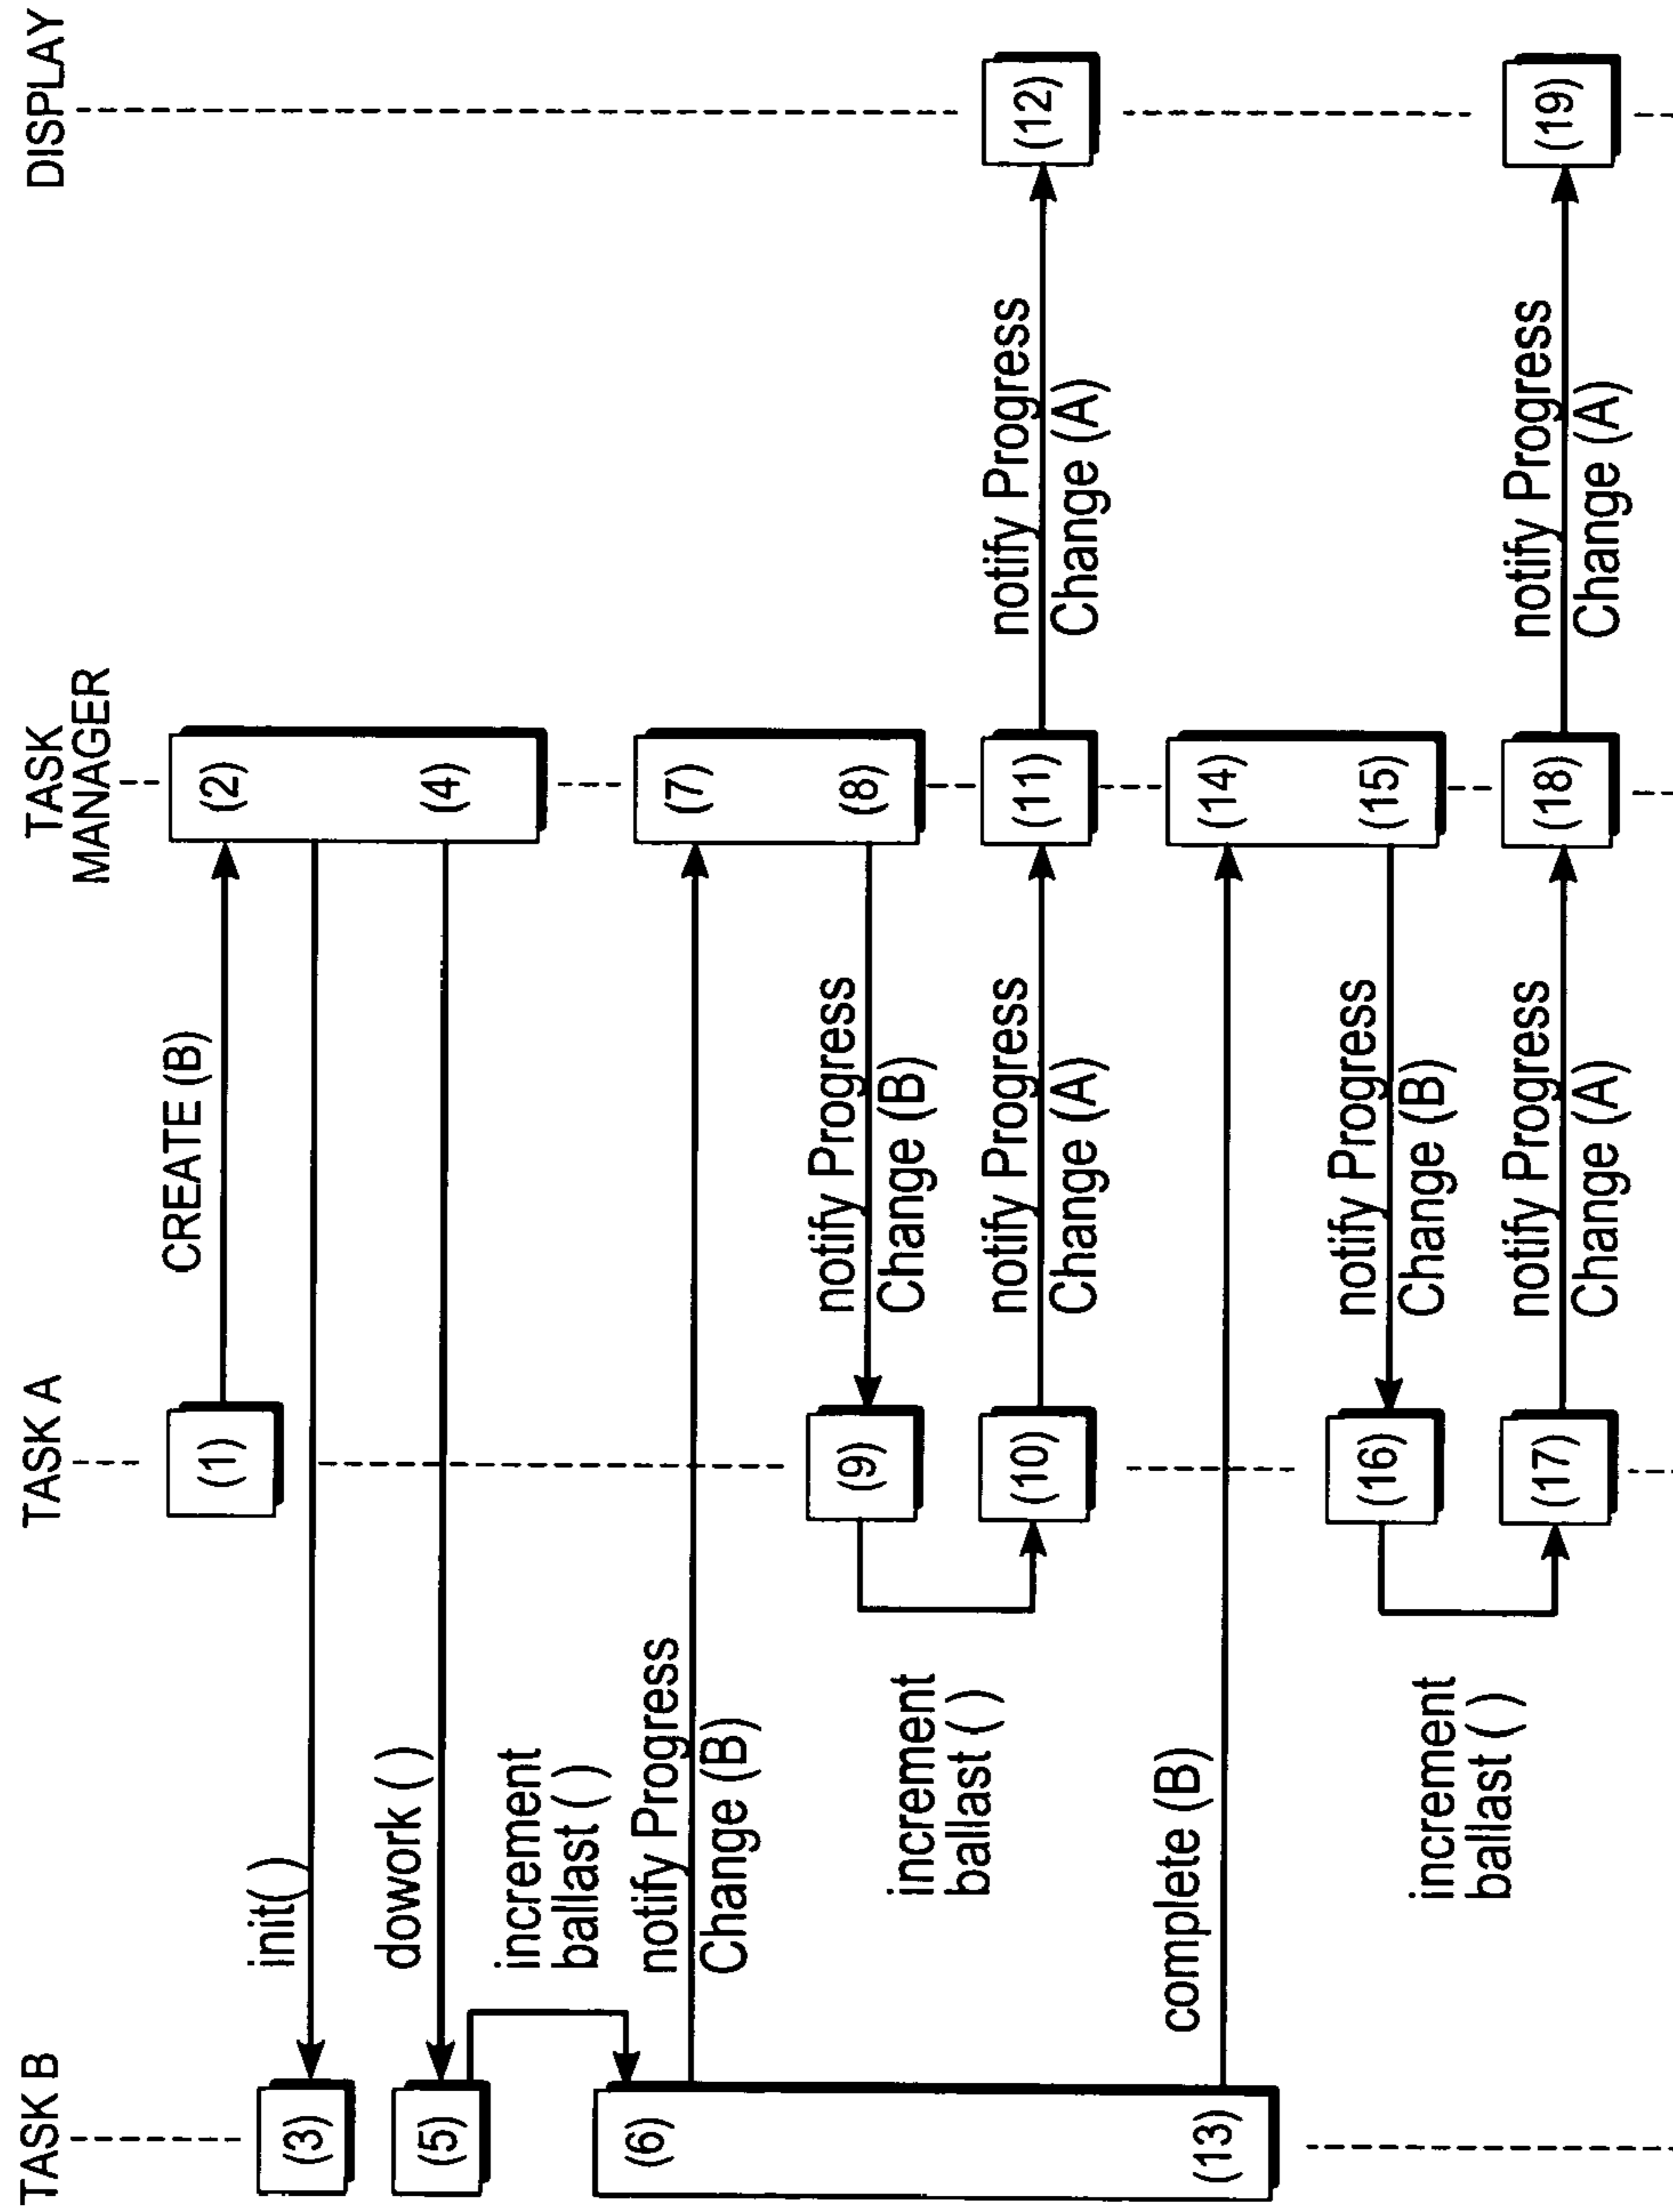 TASK B
TASK A
TASK
MANAGER
DISPLAY
(1)
CREATE (B)
(2)
init( )
(3)
(4)
dowork ( )
(5)
increment
ballast ( )
(6)
notify Progress
Change (B)
(7)
(8)
notify Progress
Change (B)
(9)
increment
ballast ( )
(10)
notify Progress
Change (A)
(11)
notify Progress
Change (A)
(12)
(13)
complete (B)
(14)
(15)
notify Progress
Change (B)
(16)
increment
ballast ( )
(17)
notify Progress
Change (A)
(18)
notify Progress
Change (A)
(19)